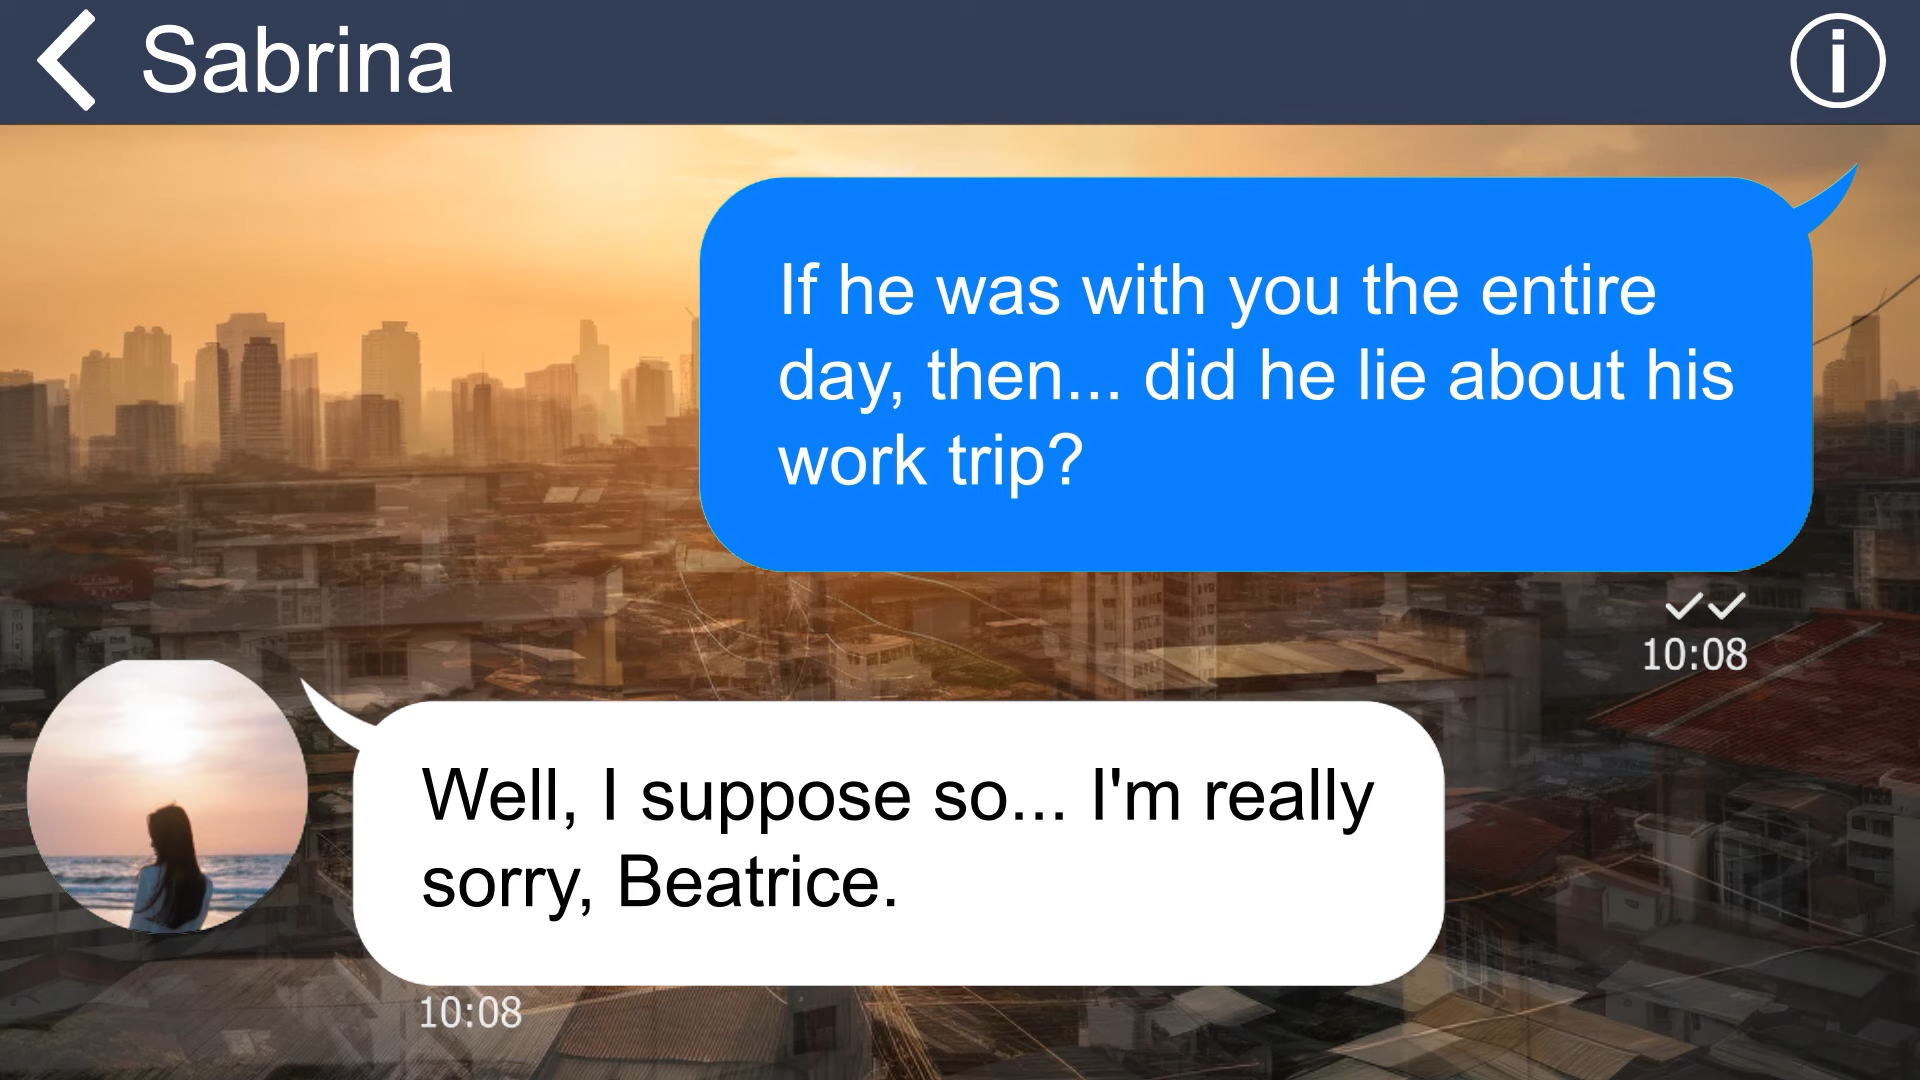 Sabrina
If he was with you the entire
day, then... did he lie about his
work trip?
10:08
Well, I suppose so... I'm really
sorry, Beatrice.
10:08